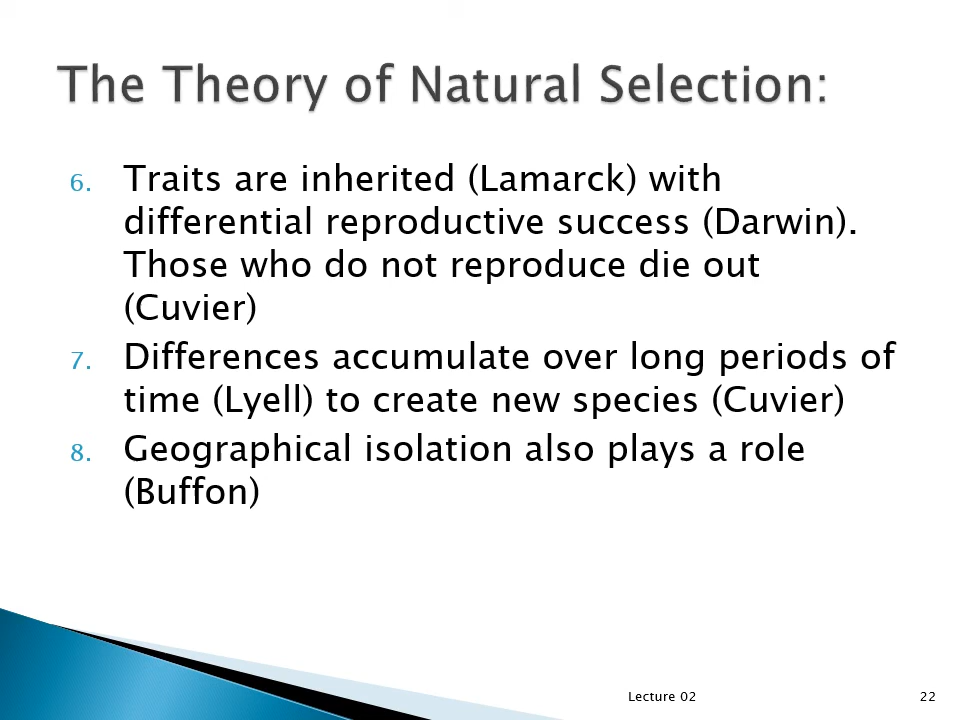 The Theory of Natural Selection:
6. Traits are inherited (Lamarck) with
differential reproductive success (Darwin).
Those who do not reproduce die out
(Cuvier)
7. Differences accumulate over long periods of
time (Lyell) to create new species (Cuvier)
8. Geographical isolation also plays a role
(Buffon)
Lecture 02 22